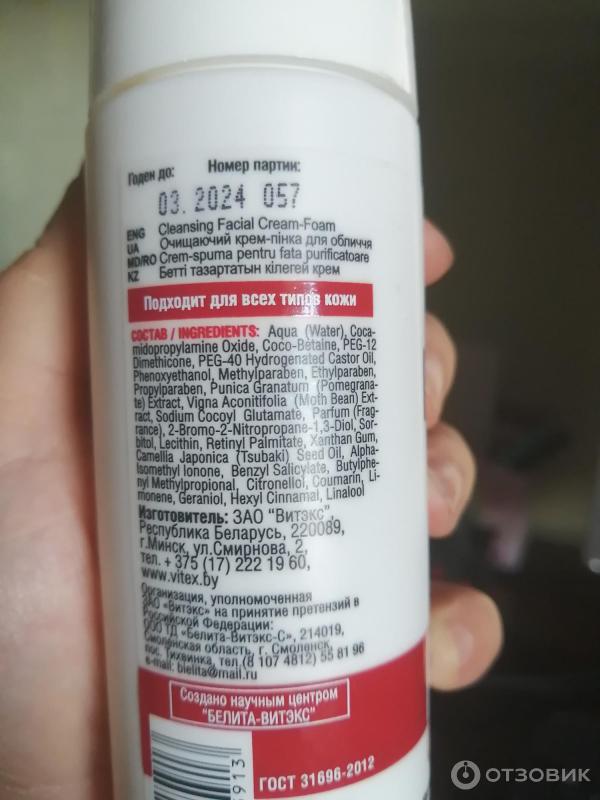 Годен до: Номер партии:
03. 2024 057
ENG Cleansing Facial Cream-Foam
UA Очищаючий крем-пінка для обличчя
MD/RO Crem-spuma pentru fata purificatoare
KZ Бетті тазартатын кілегей крем
Подходит для всех типов кожи
СОСТАВ / INGREDIENTS: Aqua (Water), Coca-
midopropylamine Oxide, Coco-Betaine, PEG-12
Dimethicone, PEG-40 Hydrogenated Castor Oil,
Phenoxyethanol, Methylparaben, Ethylparaben,
Propylparaben, Punica Granatum (Pomegrana-
te) Extract, Vigna Aconitifolia (Moth Bean) Ext-
ract, Sodium Cocoyl Glutamate, Parfum (Frag-
rance), 2-Bromo-2-Nitropropane-1,3-Diol, Sor-
bitol, Lecithin, Retinyl Palmitate, Xanthan Gum,
Camellia Japonica (Tsubaki) Seed Oil, Alpha-
Isomethyl Ionone, Benzyl Salicylate, Butylphe-
nyl Methylpropional, Citronellol, Coumarin, Li-
monene, Geraniol, Hexyl Cinnamal, Linalool
Изготовитель: ЗАО "Витэкс",
Республика Беларусь, 220089,
г.Минск, ул.Смирнова, 2,
тел. + 375 (17) 222 19 60,
www.vitex.by
Организация, уполномоченная
ЗАО «Витэкс» на принятие претензий в
Российской Федерации:
ООО ТД «Белита-Витэкс-С», 214019,
Смоленская область, г. Смоленск,
пос. Тихвинка, тел.(8 107 4812) 55 81 96
e-mail: bielita@mail.ru
Создано научным центром
"БЕЛИТА-ВИТЭКС"
ГОСТ 31696-2012
913
ОТЗОВИК